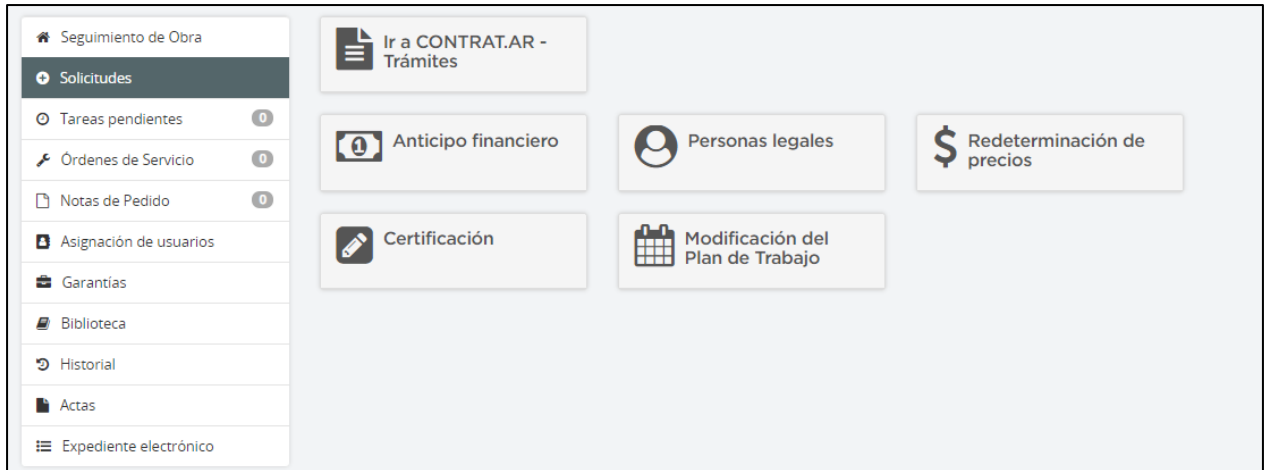 Seguimiento de Obra
Solicitudes
Tareas pendientes 0
Órdenes de Servicio 0
Notas de Pedido 0
Asignación de usuarios
Garantías
Biblioteca
Historial
Actas
Expediente electrónico
Ir a CONTRAT.AR -
Trámites
1 Anticipo financiero
Personas legales
$ Redeterminación de
precios
Certificación
Modificación del
Plan de Trabajo